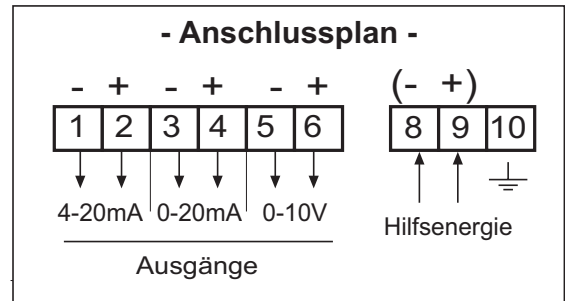 - Anschlussplan -
- + - + - + (- +)
1 2 3 4 5 6 8 9 10
4-20mA 0-20mA 0-10V
Hilfsenergie
Ausgänge